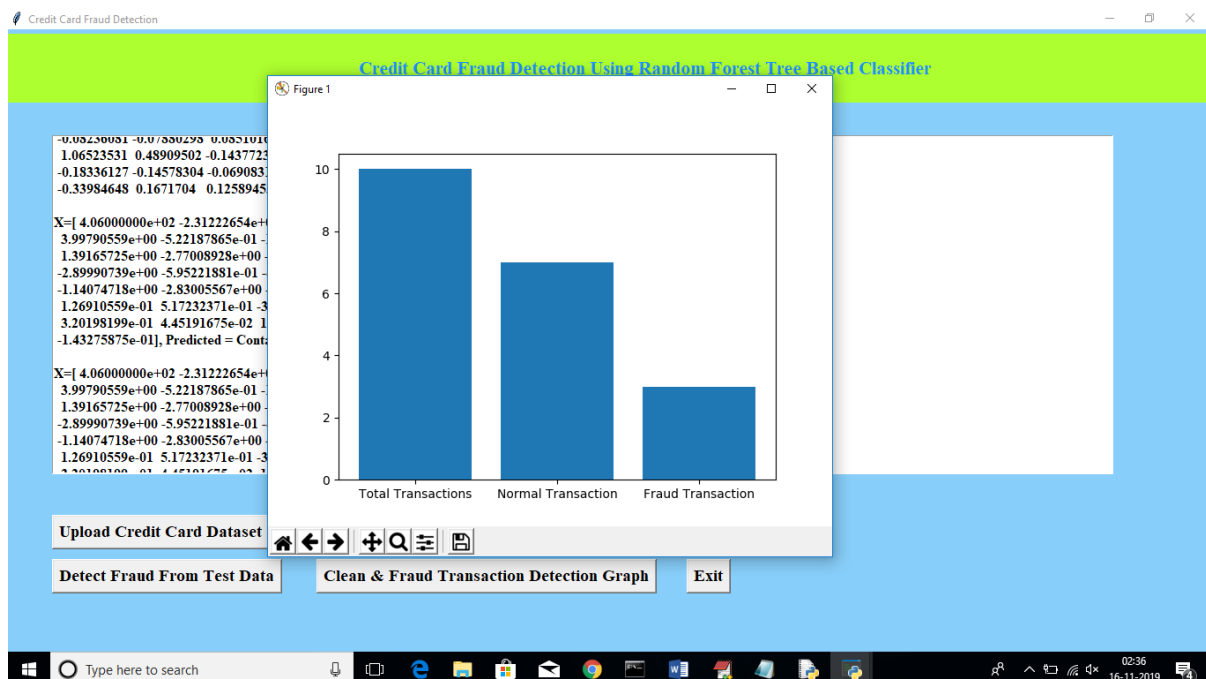 Credit Card Fraud Detection
Credit Card Fraud Detection Using Random Forest Tree Based Classifier
Figure 1
-0.08236081 -0.07880298 0.085101
1.06523531 0.48909502 -0.1437723
-0.18336127 -0.14578304 -0.069083
-0.33984648 0.1671704 0.1258945
X=[ 4.06000000e+02 -2.31222654e+
3.99790559e+00 -5.22187865e-01 -
1.39165725e+00 -2.77008928e+00 -
-2.89990739e+00 -5.95221881e-01 -
-1.14074718e+00 -2.83005567e+00 -
1.26910559e-01 5.17232371e-01 -3
3.20198199e-01 4.45191675e-02 1
-1.43275875e-01], Predicted = Cont
X=[ 4.06000000e+02 -2.31222654e+
3.99790559e+00 -5.22187865e-01 -
1.39165725e+00 -2.77008928e+00 -
-2.89990739e+00 -5.95221881e-01 -
-1.14074718e+00 -2.83005567e+00 -
1.26910559e-01 5.17232371e-01 -3
10
8
6
4
2
0
Total Transactions Normal Transaction Fraud Transaction
Upload Credit Card Dataset
Detect Fraud From Test Data Clean & Fraud Transaction Detection Graph Exit
Type here to search
02:36
16-11-2019
4